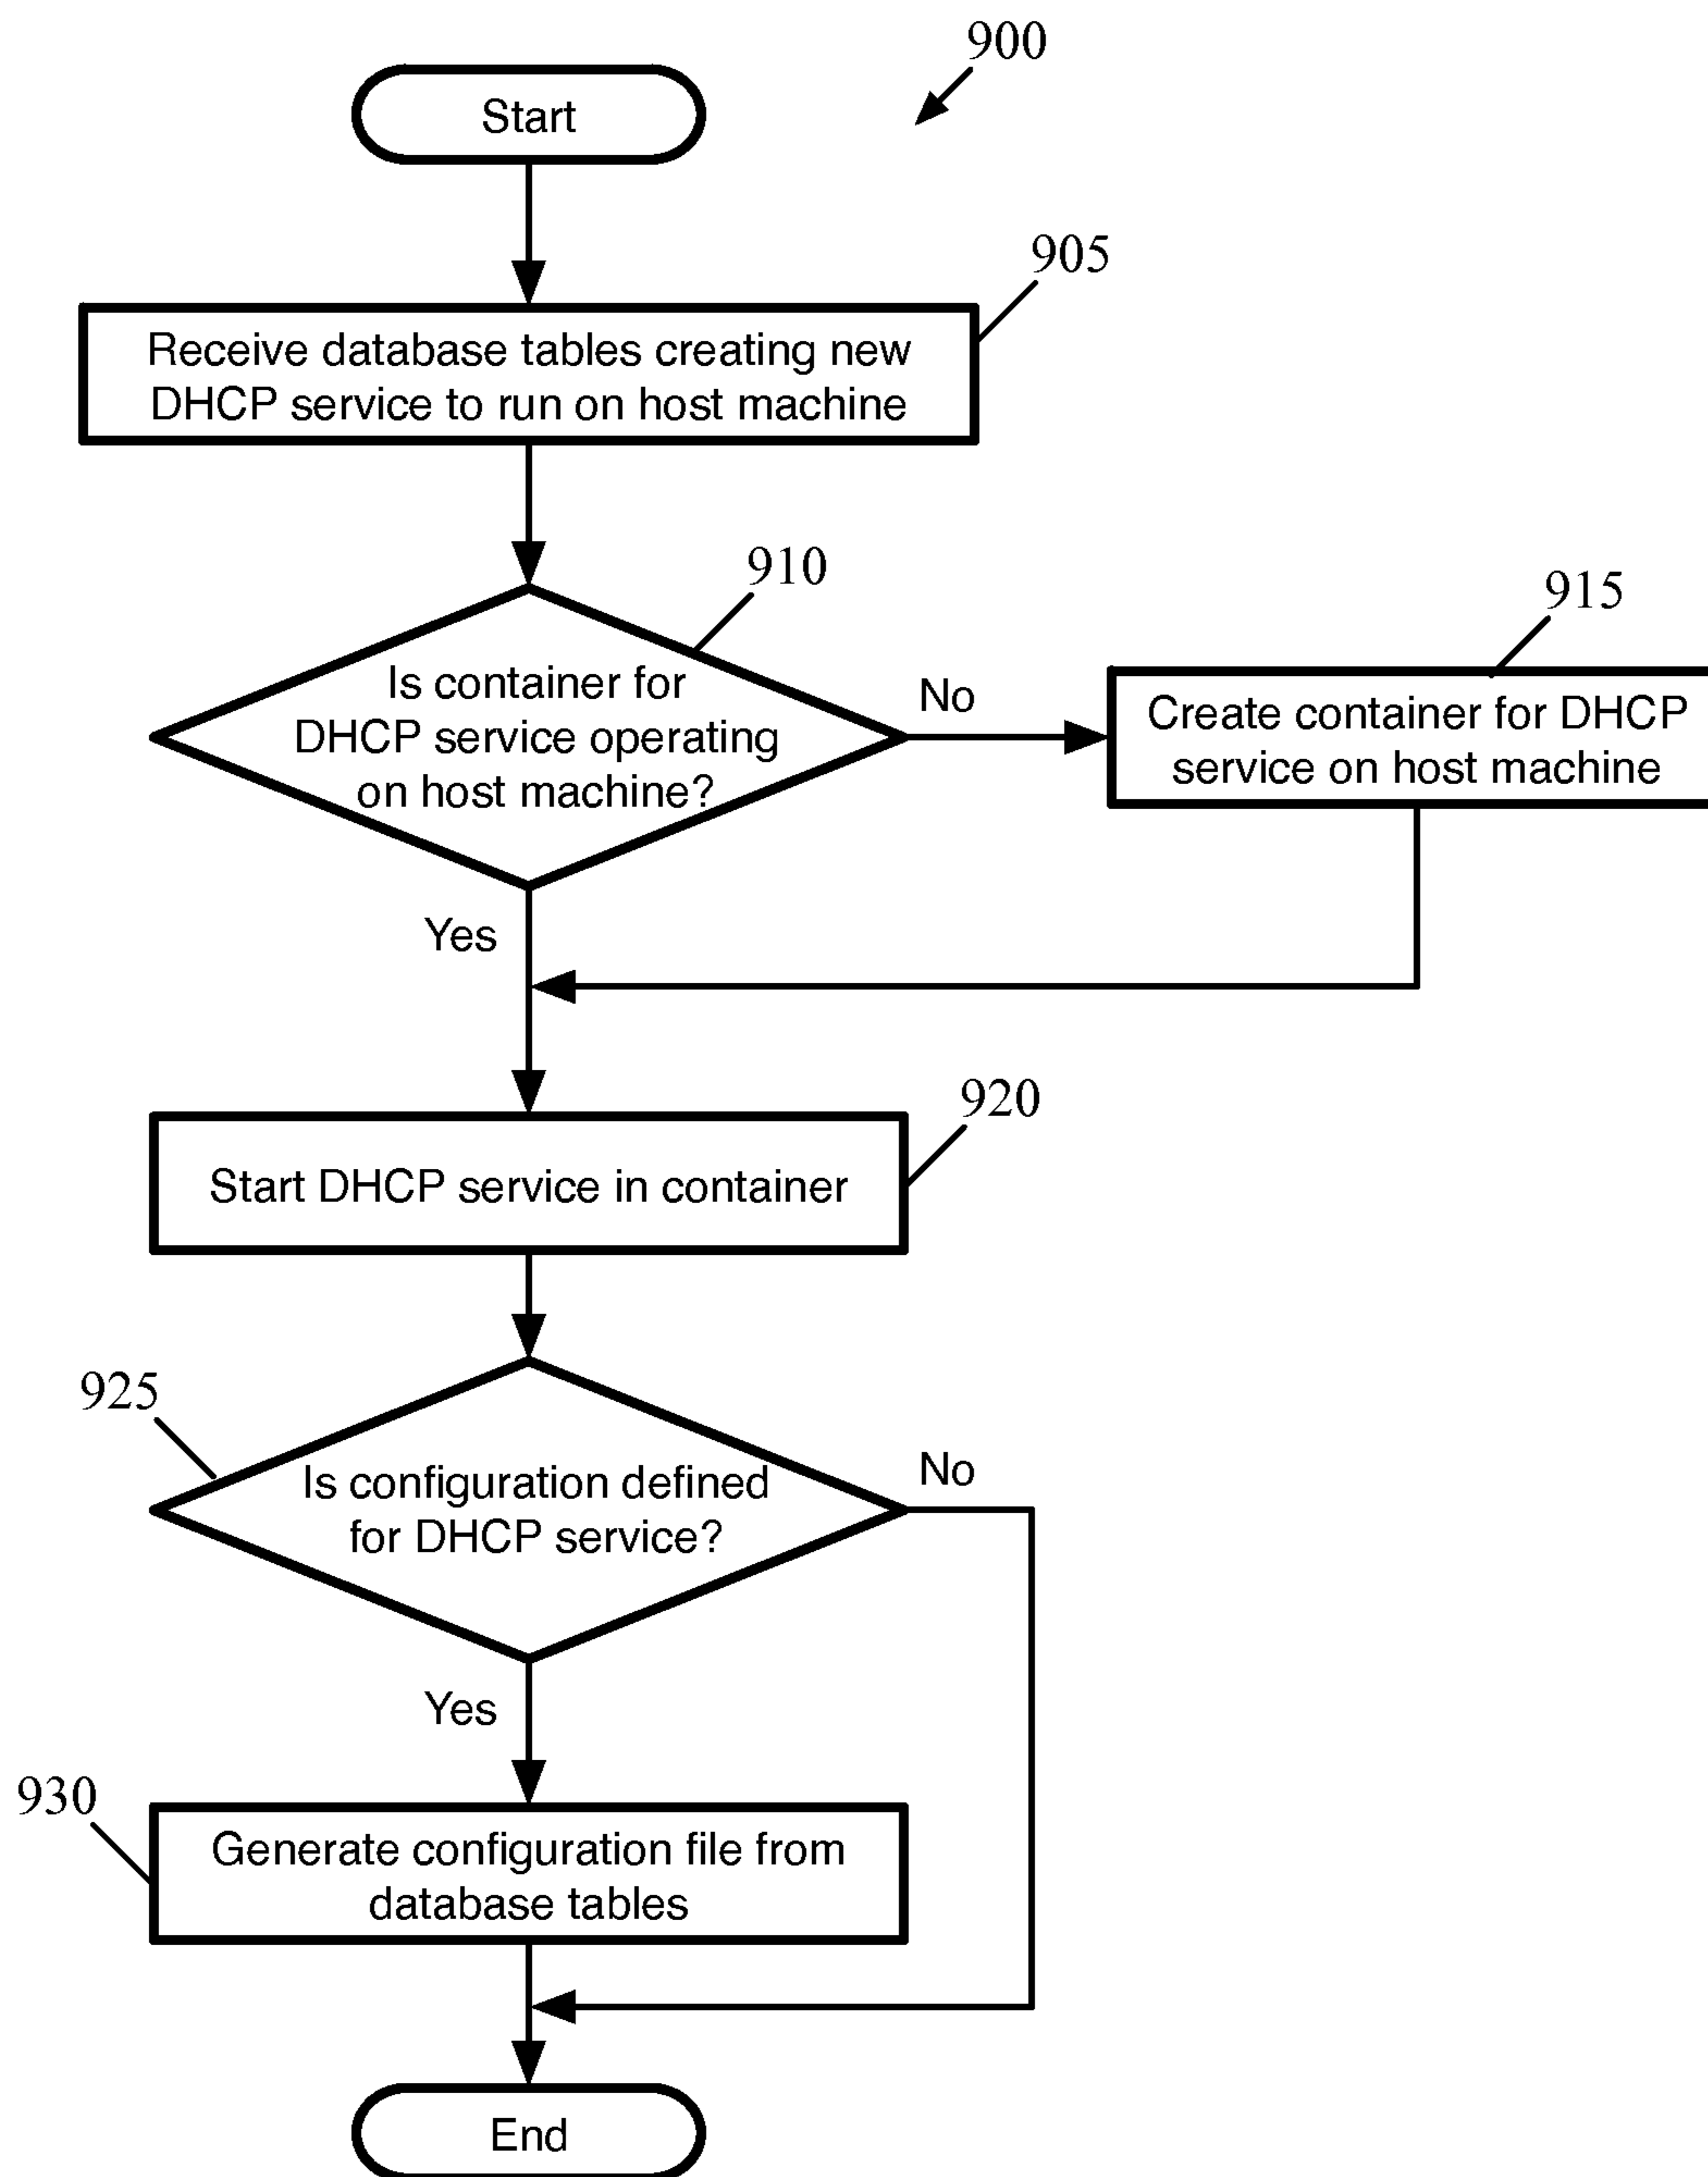 900
Start
905
Receive database tables creating new
DHCP service to run on host machine
910
Is container for
DHCP service operating
on host machine?
No
915
Create container for DHCP
service on host machine
Yes
920
Start DHCP service in container
925
Is configuration defined
for DHCP service?
No
Yes
930
Generate configuration file from
database tables
End